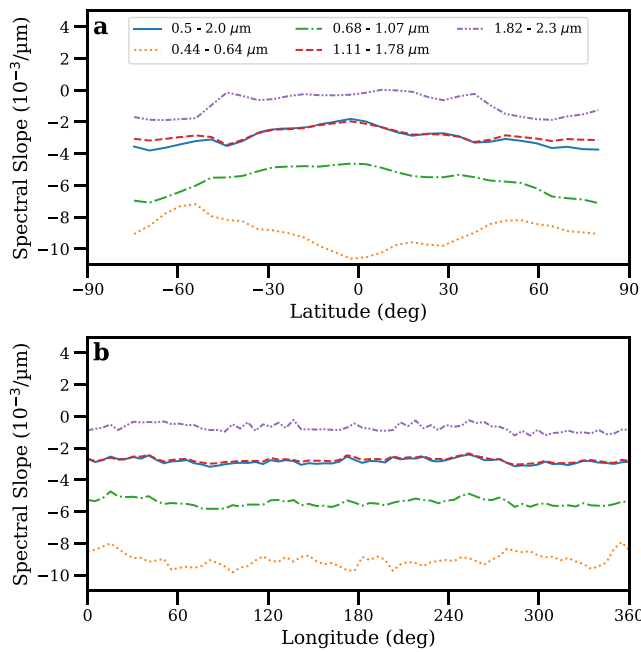 a
0.5 - 2.0 μm
0.44 - 0.64 μm
0.68 - 1.07 μm
1.11 - 1.78 μm
1.82 - 2.3 μm
Spectral Slope (10⁻³/μm)
4
2
0
−2
−4
−6
−8
−10
−90
−60
−30
0
30
60
90
Latitude (deg)
b
Spectral Slope (10⁻³/μm)
4
2
0
−2
−4
−6
−8
−10
0
60
120
180
240
300
360
Longitude (deg)